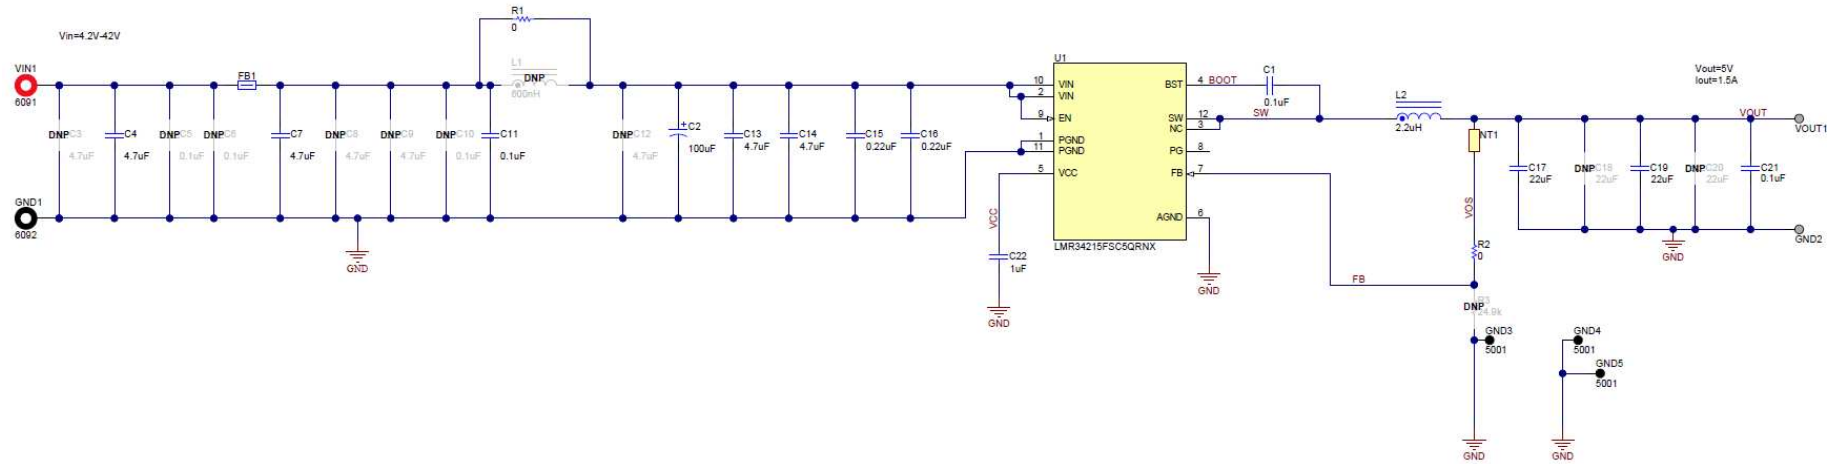 Vin=4.2V-42V
VIN1
6091
GND1
6092
DNP C3
4.7uF
C4
4.7uF
DNP C5
0.1uF
DNP C6
0.1uF
FB1
C7
4.7uF
DNP C8
4.7uF
DNP C9
4.7uF
DNP C10
0.1uF
C11
0.1uF
R1
0
L1
DNP
600nH
GND
DNP C12
4.7uF
C2
100uF
C13
4.7uF
C14
4.7uF
C15
0.22uF
C16
0.22uF
U1
10 VIN
2 VIN
9 EN
1 PGND
11 PGND
5 VCC
BST 4
SW 12
NC 3
PG 8
FB 7
AGND 6
LMR34215FSC5QRNX
VCC
C22
1uF
GND
GND
BOOT
C1
0.1uF
SW
L2
2.2uH
NT1
VOS
R2
0
FB
DNP R3
24.9k
GND3
5001
GND
GND4
5001
GND5
5001
GND
Vout=5V
Iout=1.5A
VOUT
VOUT1
C17
22uF
DNP C18
22uF
C19
22uF
DNP C20
22uF
C21
0.1uF
GND2
GND